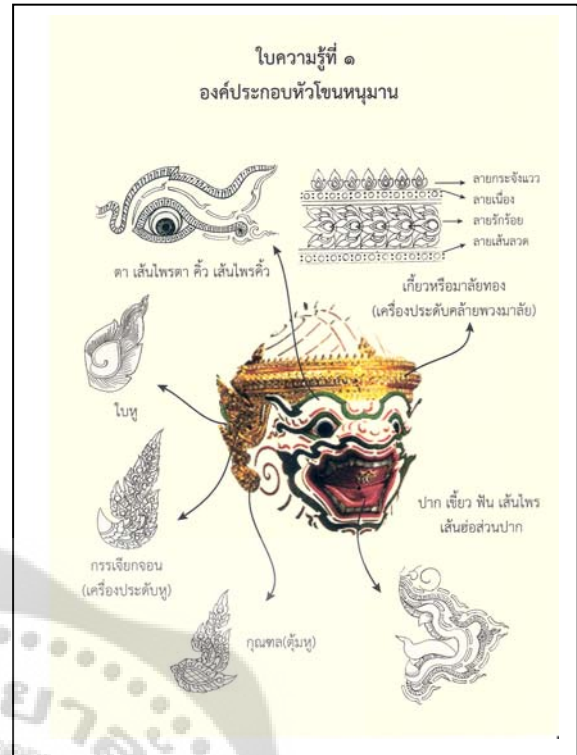 ใบความรู้ที่ ๑
องค์ประกอบหัวโขนหนุมาน
ลายกระจังแวว
ลายเนื่อง
ลายรักร้อย
ลายเส้นลวด
ตา เส้นไพรตา คิ้ว เส้นไพรคิ้ว
เกี้ยวหรือมาลัยทอง
(เครื่องประดับคล้ายพวงมาลัย)
ใบหู
ปาก เขี้ยว ฟัน เส้นไพร
เส้นฮ่อส่วนปาก
กรรเจียกจอน
(เครื่องประดับหู)
กุณฑล(ตุ้มหู)